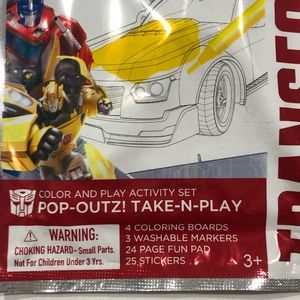 TRANSFO
COLOR AND PLAY ACTIVITY SET
POP-OUTZ! TAKE-N-PLAY
WARNING:
CHOKING HAZARD–Small Parts.
Not For Children Under 3 Yrs.
4 COLORING BOARDS
3 WASHABLE MARKERS
24 PAGE FUN PAD
25 STICKERS
3+